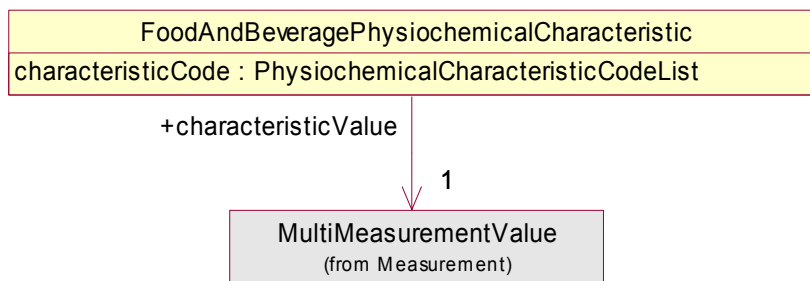 FoodAndBeveragePhysiochemicalCharacteristic
characteristicCode : PhysiochemicalCharacteristicCodeList
+characteristicValue
1
MultiMeasurementValue
(from Measurement)